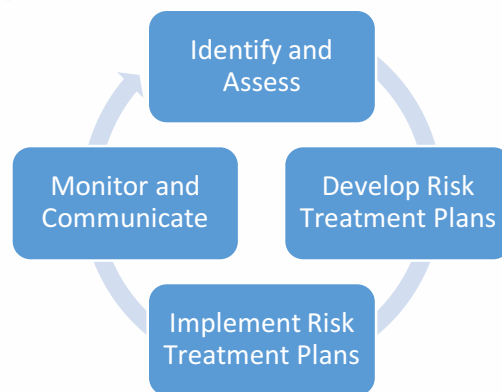 Identify and
Assess
Develop Risk
Treatment Plans
Implement Risk
Treatment Plans
Monitor and
Communicate